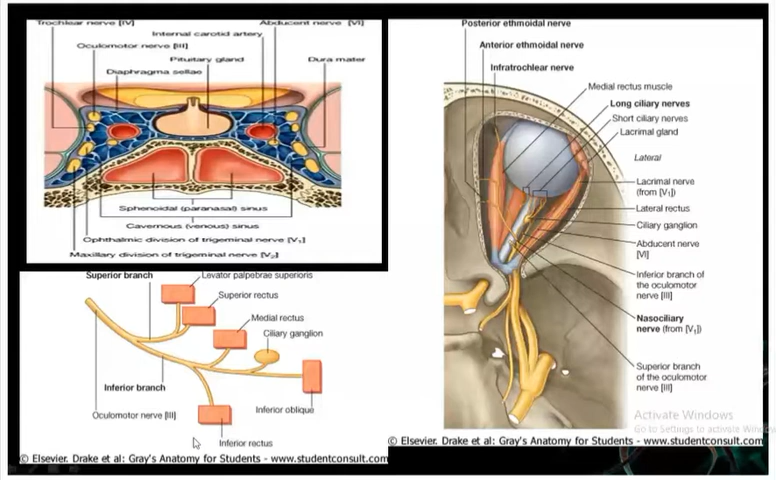 Trochlear nerve [IV]
Abducent nerve [VI]
Internal carotid artery
Oculomotor nerve [III]
Pituitary gland
Dura mater
Diaphragma sellae
Sphenoidal (paranasal) sinus
Cavernous (venous) sinus
Ophthalmic division of trigeminal nerve [V1]
Maxillary division of trigeminal nerve [V2]
Superior branch
Levator palpebrae superioris
Superior rectus
Medial rectus
Ciliary ganglion
Inferior branch
Oculomotor nerve [III]
Inferior oblique
Inferior rectus
© Elsevier. Drake et al: Gray's Anatomy for Students - www.studentconsult.com
Posterior ethmoidal nerve
Anterior ethmoidal nerve
Infratrochlear nerve
Medial rectus muscle
Long ciliary nerves
Short ciliary nerves
Lacrimal gland
Lateral
Lacrimal nerve
(from [V1])
Lateral rectus
Ciliary ganglion
Abducent nerve
[VI]
Inferior branch of
the oculomotor
nerve [III]
Nasociliary
nerve (from [V1])
Superior branch
of the oculomotor
nerve [III]
Activate Windows
Go to Settings to activate Windows
© Elsevier. Drake et al: Gray's Anatomy for Students - www.studentconsult.com